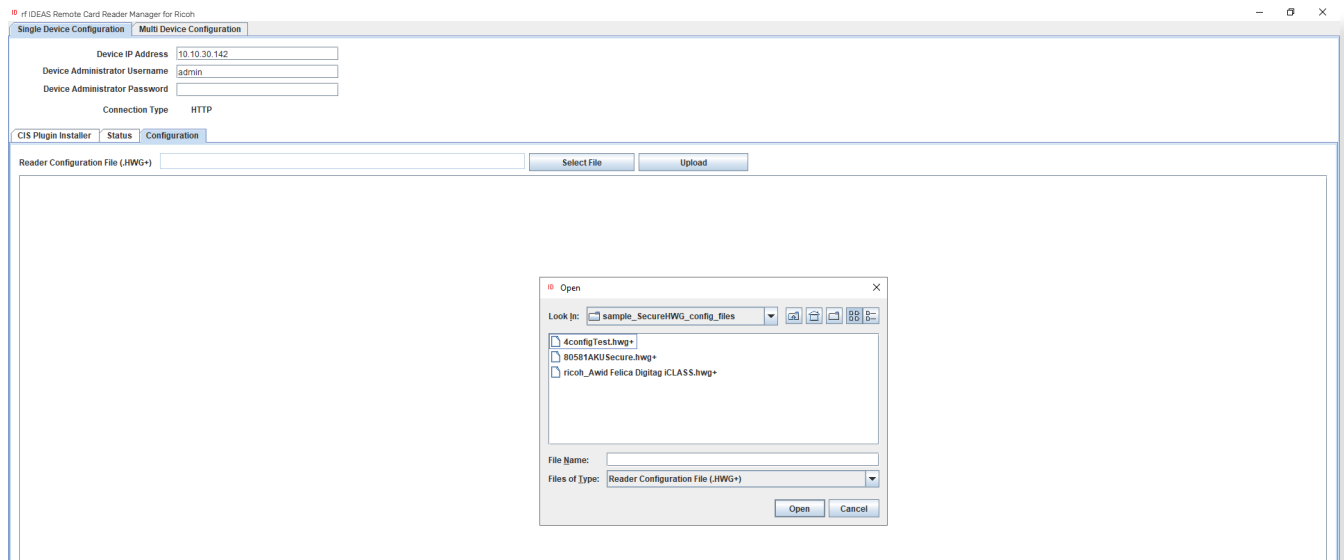 ID rf IDEAS Remote Card Reader Manager for Ricoh
Single Device Configuration Multi Device Configuration
Device IP Address 10.10.30.142
Device Administrator Username admin
Device Administrator Password
Connection Type HTTP
CIS Plugin Installer Status Configuration
Reader Configuration File (.HWG+) Select File Upload
ID Open
Look In: sample_SecureHWG_config_files
4configTest.hwg+
80581AKUSecure.hwg+
ricoh_Awid Felica Digitag iCLASS.hwg+
File Name:
Files of Type: Reader Configuration File (.HWG+)
Open Cancel